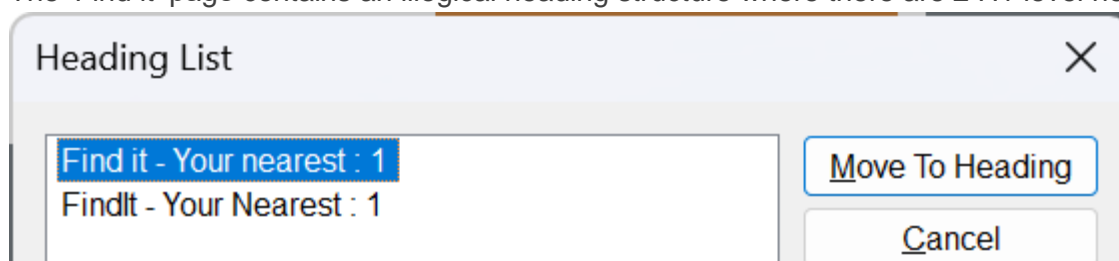 Heading List
Find it - Your nearest : 1
FindIt - Your Nearest : 1
Move To Heading
Cancel